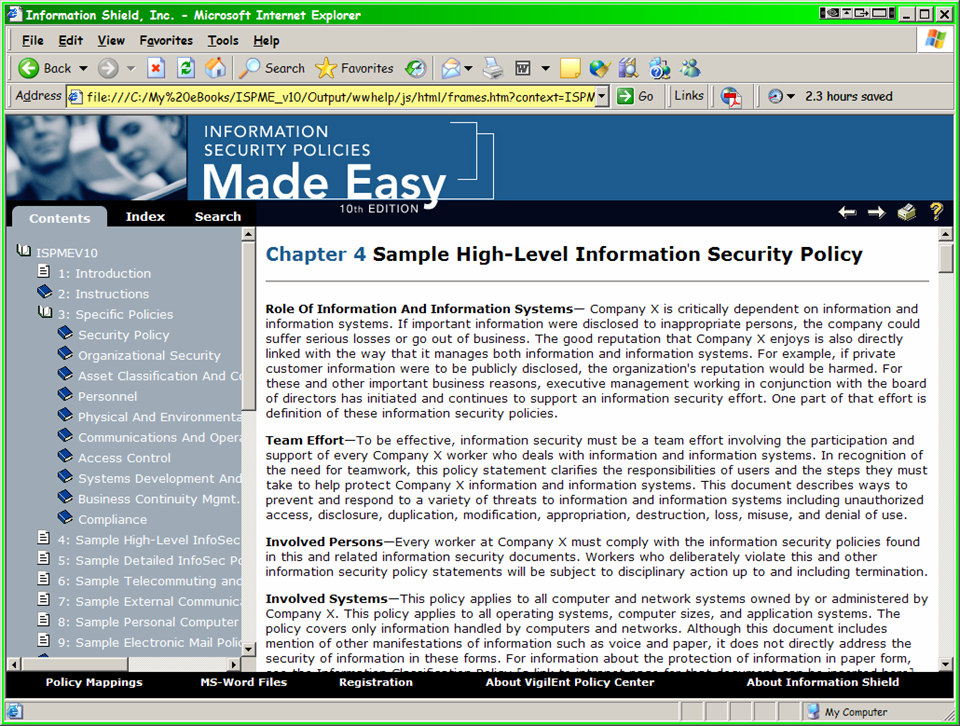 Information Shield, Inc. - Microsoft Internet Explorer
File Edit View Favorites Tools Help
Back Search Favorites
Address file:///C:/My%20eBooks/ISPME_v10/Output/wwhelp/js/html/frames.htm?context=ISPM Go Links 2.3 hours saved
INFORMATION
SECURITY POLICIES
Made Easy
10th EDITION
Contents Index Search
ISPMEV10
1: Introduction
2: Instructions
3: Specific Policies
Security Policy
Organizational Security
Asset Classification And Co
Personnel
Physical And Environmenta
Communications And Opera
Access Control
Systems Development And
Business Continuity Mgmt.
Compliance
4: Sample High-Level InfoSec
5: Sample Detailed InfoSec Po
6: Sample Telecommuting and
7: Sample External Communica
8: Sample Personal Computer
9: Sample Electronic Mail Polic
Chapter 4 Sample High-Level Information Security Policy
Role Of Information And Information Systems— Company X is critically dependent on information and
information systems. If important information were disclosed to inappropriate persons, the company could
suffer serious losses or go out of business. The good reputation that Company X enjoys is also directly
linked with the way that it manages both information and information systems. For example, if private
customer information were to be publicly disclosed, the organization's reputation would be harmed. For
these and other important business reasons, executive management working in conjunction with the board
of directors has initiated and continues to support an information security effort. One part of that effort is
definition of these information security policies.
Team Effort—To be effective, information security must be a team effort involving the participation and
support of every Company X worker who deals with information and information systems. In recognition of
the need for teamwork, this policy statement clarifies the responsibilities of users and the steps they must
take to help protect Company X information and information systems. This document describes ways to
prevent and respond to a variety of threats to information and information systems including unauthorized
access, disclosure, duplication, modification, appropriation, destruction, loss, misuse, and denial of use.
Involved Persons—Every worker at Company X must comply with the information security policies found
in this and related information security documents. Workers who deliberately violate this and other
information security policy statements will be subject to disciplinary action up to and including termination.
Involved Systems—This policy applies to all computer and network systems owned by or administered by
Company X. This policy applies to all operating systems, computer sizes, and application systems. The
policy covers only information handled by computers and networks. Although this document includes
mention of other manifestations of information such as voice and paper, it does not directly address the
security of information in these forms. For information about the protection of information in paper form,
Policy Mappings MS-Word Files Registration About VigilEnt Policy Center About Information Shield
My Computer